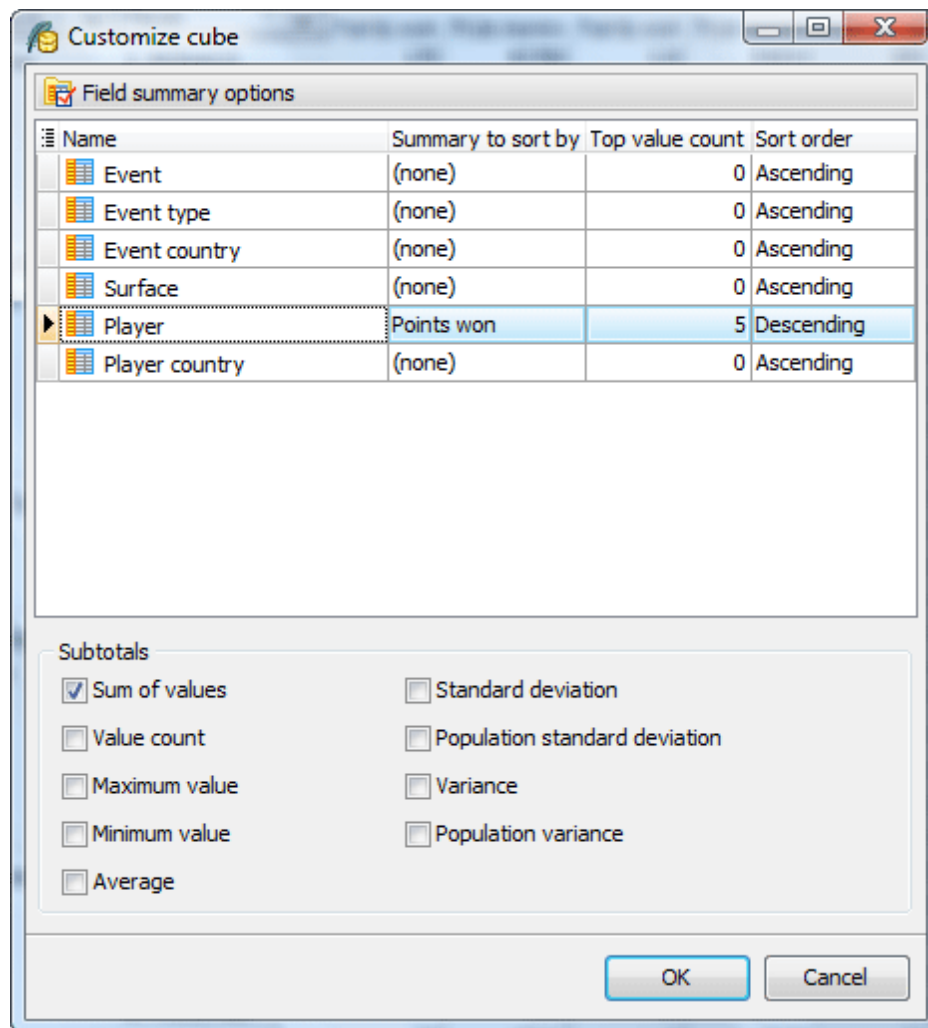 Customize cube
Field summary options
Name Summary to sort by Top value count Sort order
Event (none) 0 Ascending
Event type (none) 0 Ascending
Event country (none) 0 Ascending
Surface (none) 0 Ascending
Player Points won 5 Descending
Player country (none) 0 Ascending
Subtotals
Sum of values Standard deviation
Value count Population standard deviation
Maximum value Variance
Minimum value Population variance
Average
OK Cancel